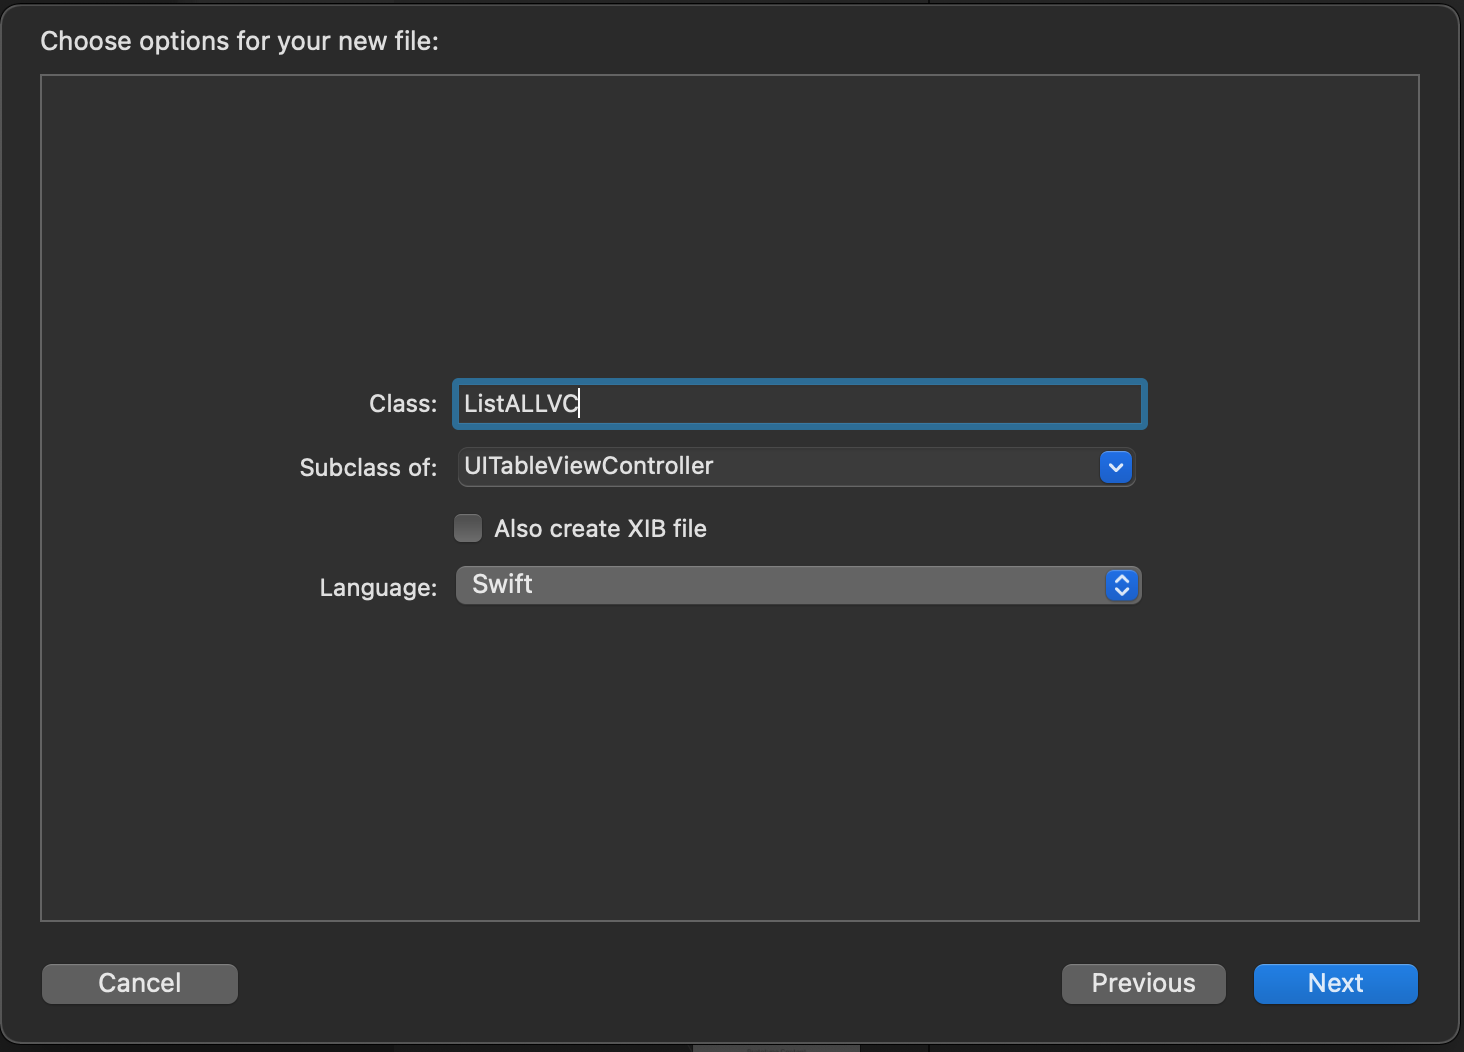 Choose options for your new file:
Class: ListALLVC
Subclass of: UITableViewController
Also create XIB file
Language: Swift
Cancel Previous Next